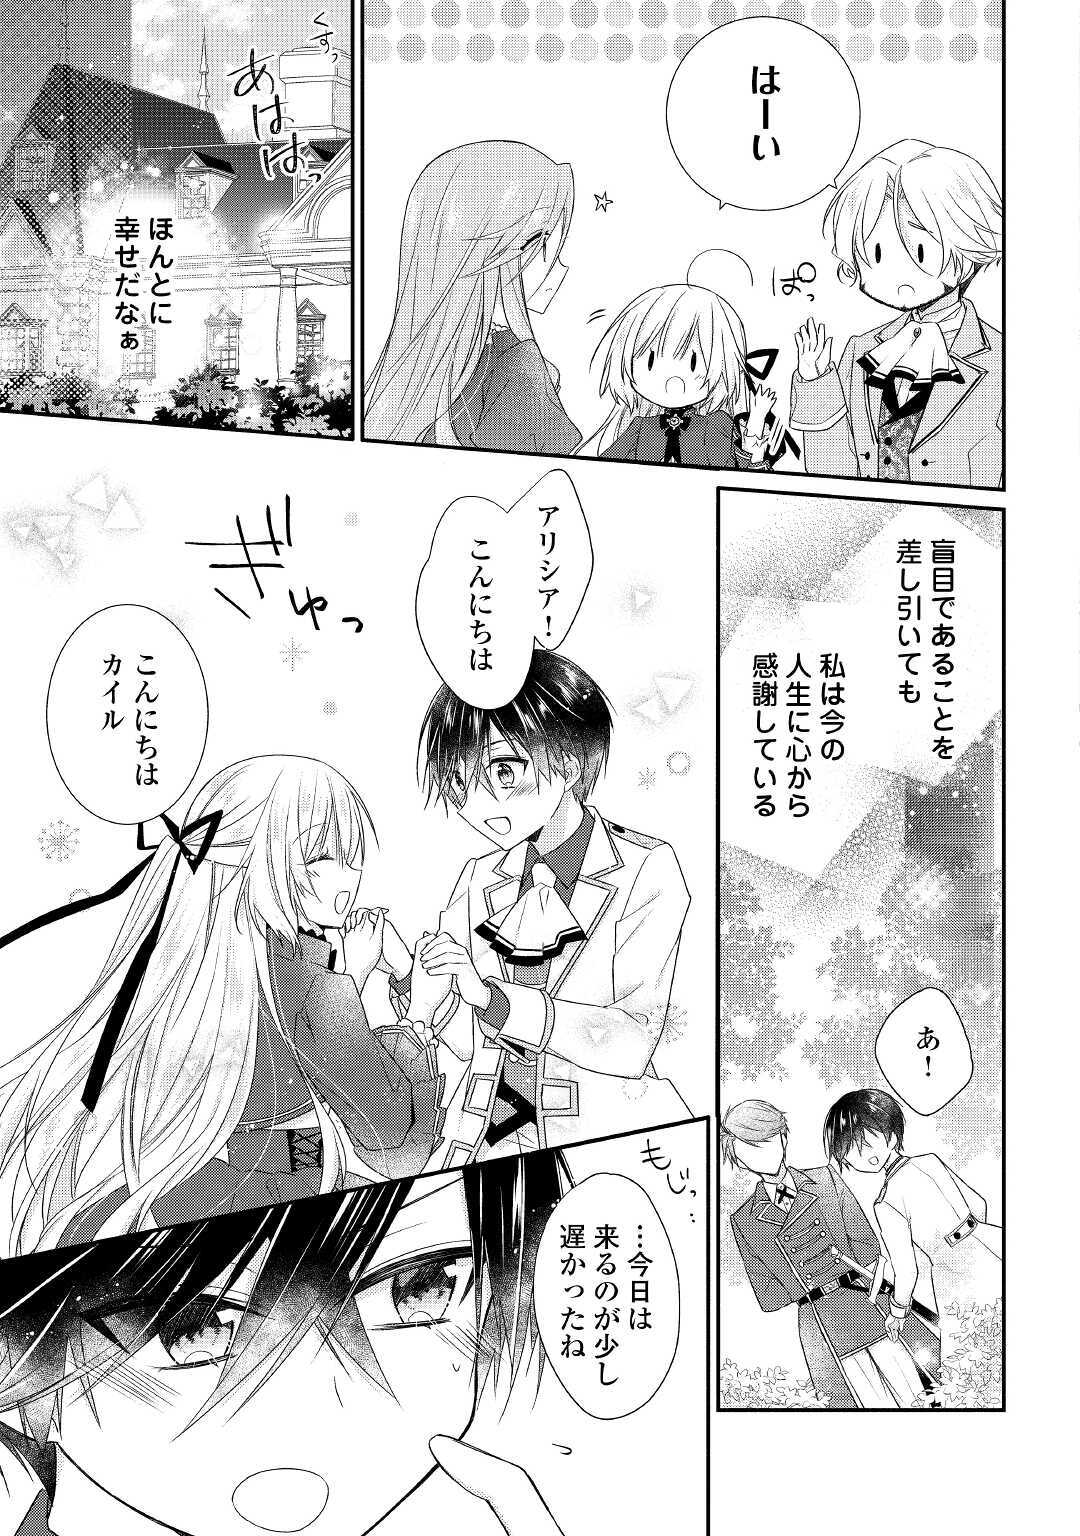 はーい
ぱっ
くすっ
あはは
はっ
ほんとに
幸せだなぁ
盲目であることを
差し引いても
私は今の
人生に心から
感謝している
あ！
アリシア！
こんにちは
ぎゅっ
こんにちは
カイル
もじっ…
…今日は
来るのが少し
遅かったね
っ